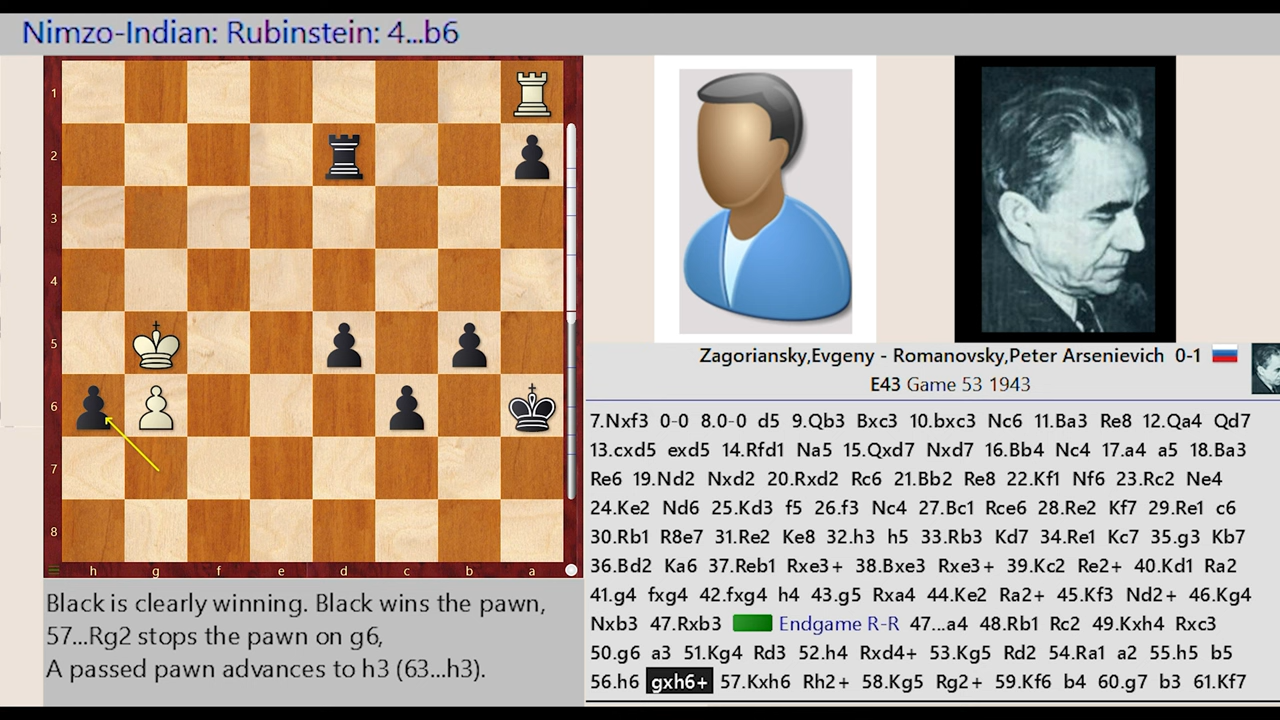 Nimzo-Indian: Rubinstein: 4...b6
1
2
3
4
5
6
7
8
h g f e d c b a
Black is clearly winning. Black wins the pawn,
57...Rg2 stops the pawn on g6,
A passed pawn advances to h3 (63...h3).
Zagoriansky,Evgeny - Romanovsky,Peter Arsenievich 0-1
E43 Game 53 1943
7.Nxf3 0-0 8.0-0 d5 9.Qb3 Bxc3 10.bxc3 Nc6 11.Ba3 Re8 12.Qa4 Qd7
13.cxd5 exd5 14.Rfd1 Na5 15.Qxd7 Nxd7 16.Bb4 Nc4 17.a4 a5 18.Ba3
Re6 19.Nd2 Nxd2 20.Rxd2 Rc6 21.Bb2 Re8 22.Kf1 Nf6 23.Rc2 Ne4
24.Ke2 Nd6 25.Kd3 f5 26.f3 Nc4 27.Bc1 Rce6 28.Re2 Kf7 29.Re1 c6
30.Rb1 R8e7 31.Re2 Ke8 32.h3 h5 33.Rb3 Kd7 34.Re1 Kc7 35.g3 Kb7
36.Bd2 Ka6 37.Reb1 Rxe3+ 38.Bxe3 Rxe3+ 39.Kc2 Re2+ 40.Kd1 Ra2
41.g4 fxg4 42.fxg4 h4 43.g5 Rxa4 44.Ke2 Ra2+ 45.Kf3 Nd2+ 46.Kg4
Nxb3 47.Rxb3 Endgame R-R 47...a4 48.Rb1 Rc2 49.Kxh4 Rxc3
50.g6 a3 51.Kg4 Rd3 52.h4 Rxd4+ 53.Kg5 Rd2 54.Ra1 a2 55.h5 b5
56.h6 gxh6+ 57.Kxh6 Rh2+ 58.Kg5 Rg2+ 59.Kf6 b4 60.g7 b3 61.Kf7